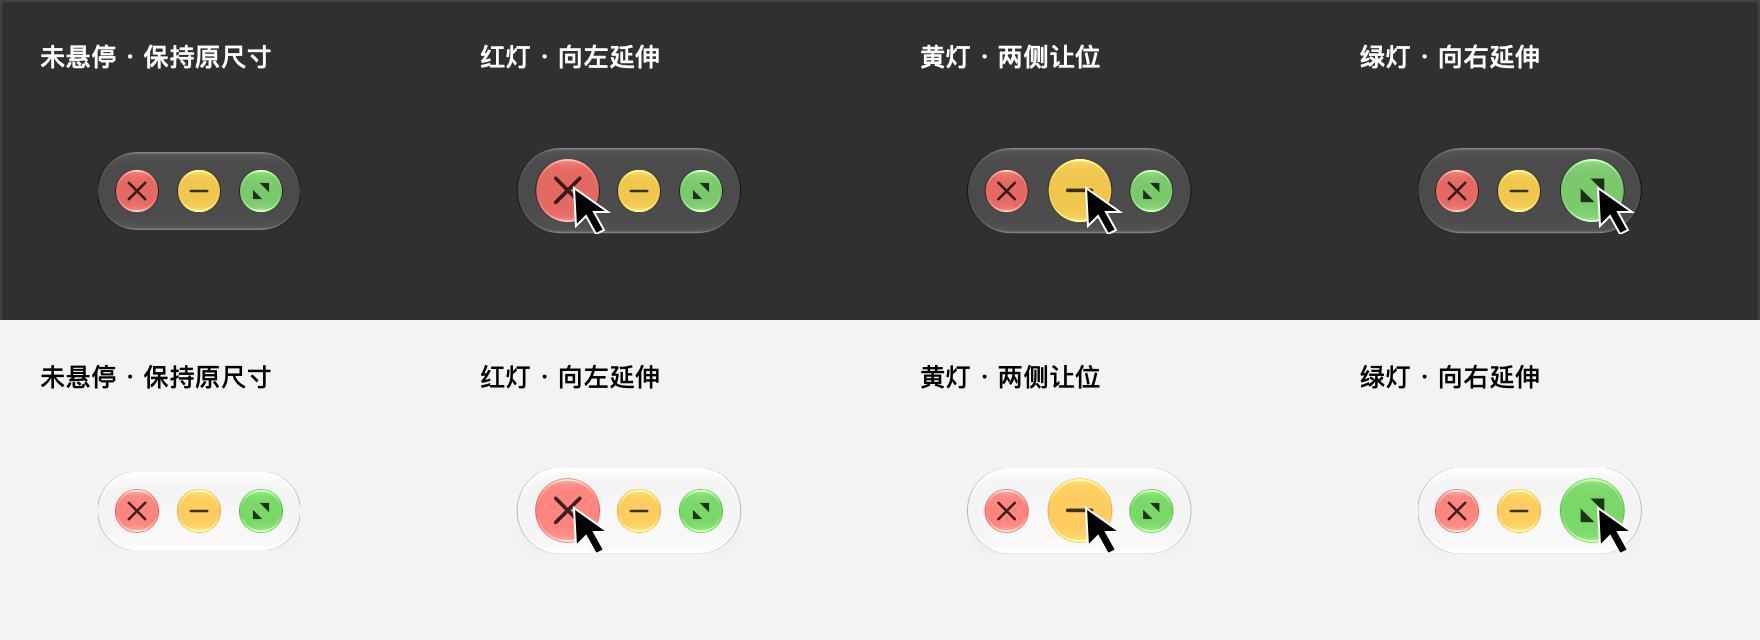 未悬停 · 保持原尺寸
红灯 · 向左延伸
黄灯 · 两侧让位
绿灯 · 向右延伸
未悬停 · 保持原尺寸
红灯 · 向左延伸
黄灯 · 两侧让位
绿灯 · 向右延伸